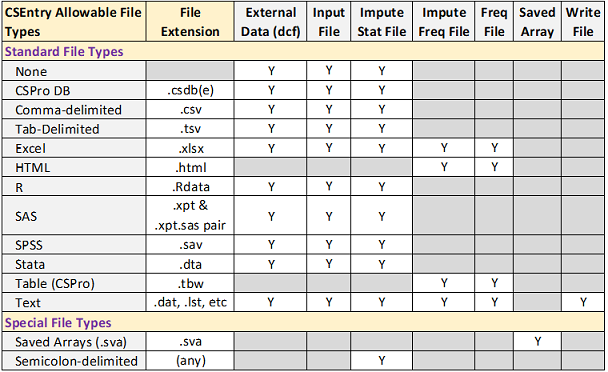 CSEntry Allowable File Types File Extension External Data (dcf) Input File Impute Stat File Impute Freq File Freq File Saved Array Write File
Standard File Types
None Y Y Y
CSPro DB .csdb(e) Y Y Y
Comma-delimited .csv Y Y Y
Tab-Delimited .tsv Y Y Y
Excel .xlsx Y Y Y Y Y
HTML .html Y Y
R .Rdata Y Y Y
SAS .xpt & .xpt.sas pair Y Y Y
SPSS .sav Y Y Y
Stata .dta Y Y Y
Table (CSPro) .tbw Y Y
Text .dat, .lst, etc Y Y Y Y Y Y
Special File Types
Saved Arrays (.sva) .sva Y
Semicolon-delimited (any) Y